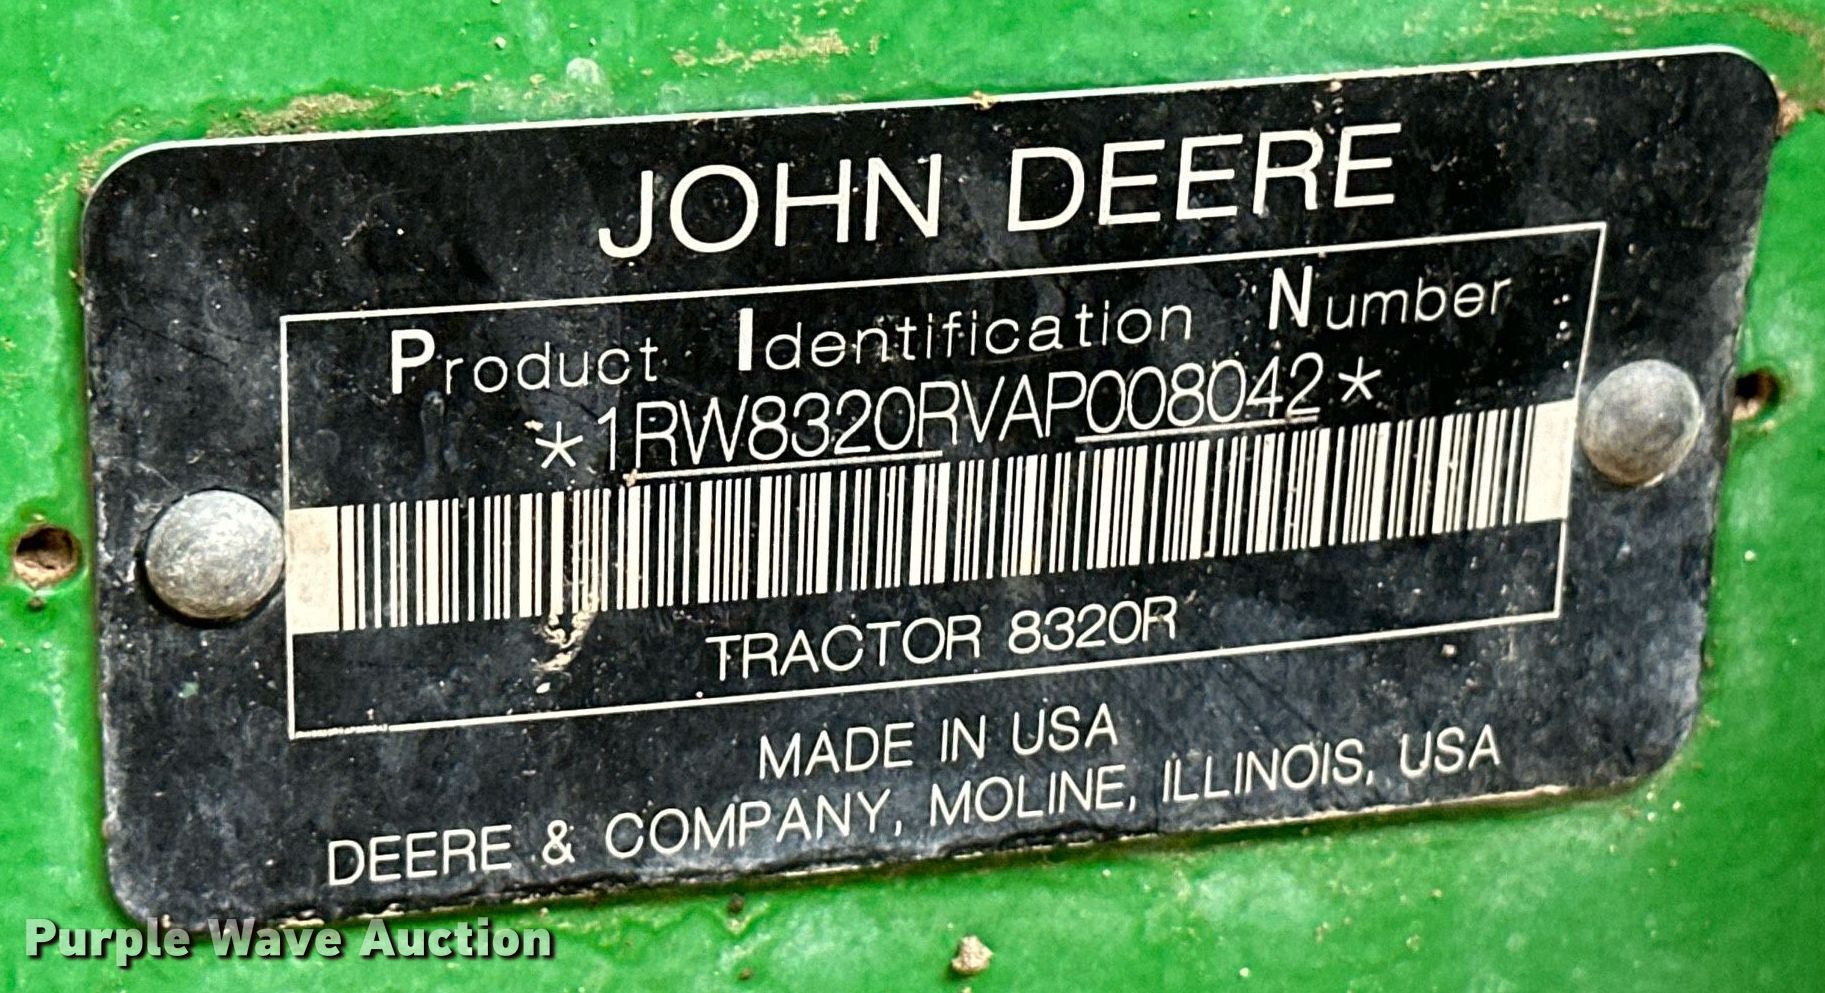 JOHN DEERE
Product Identification Number
*1RW8320RVAP008042*
TRACTOR 8320R
MADE IN USA
DEERE & COMPANY, MOLINE, ILLINOIS, USA
Purple Wave Auction